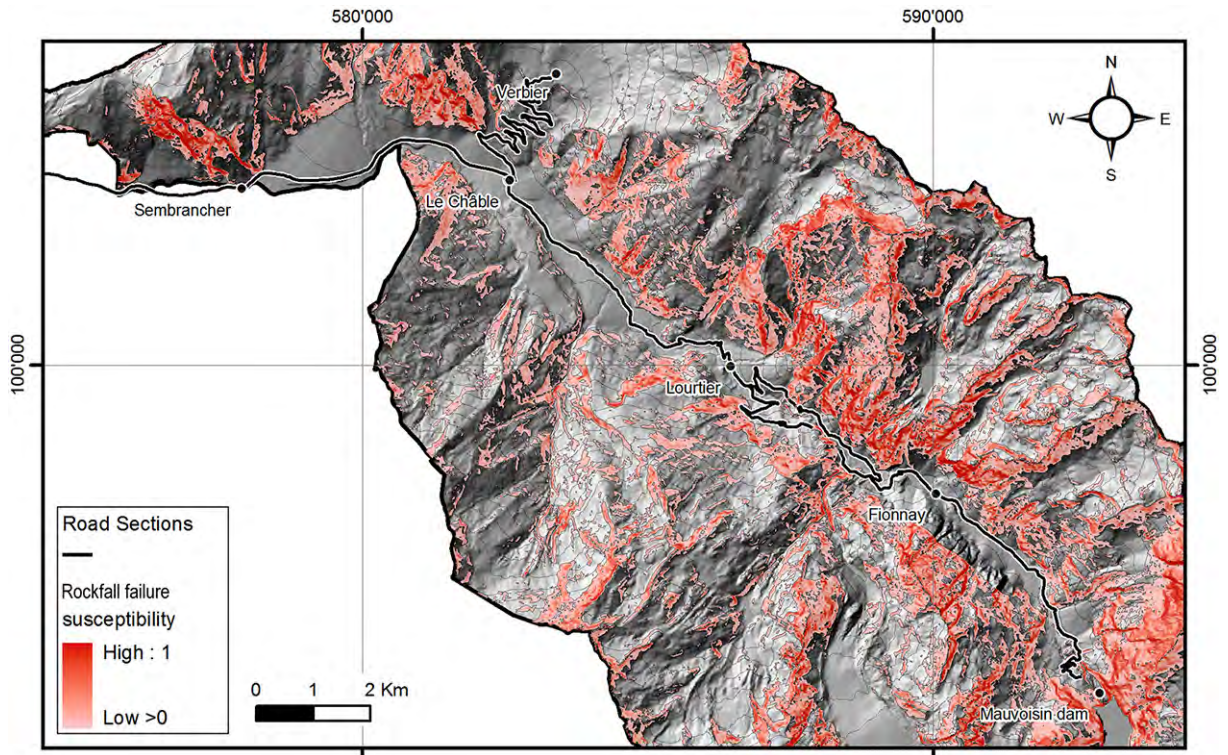 580'000
590'000
N
W E
S
Verbier
Le Châble
Sembrancher
100'000
100'000
Lourtier
Fionnay
Mauvoisin dam
Road Sections
Rockfall failure
susceptibility
High : 1
Low >0
0 1 2 Km